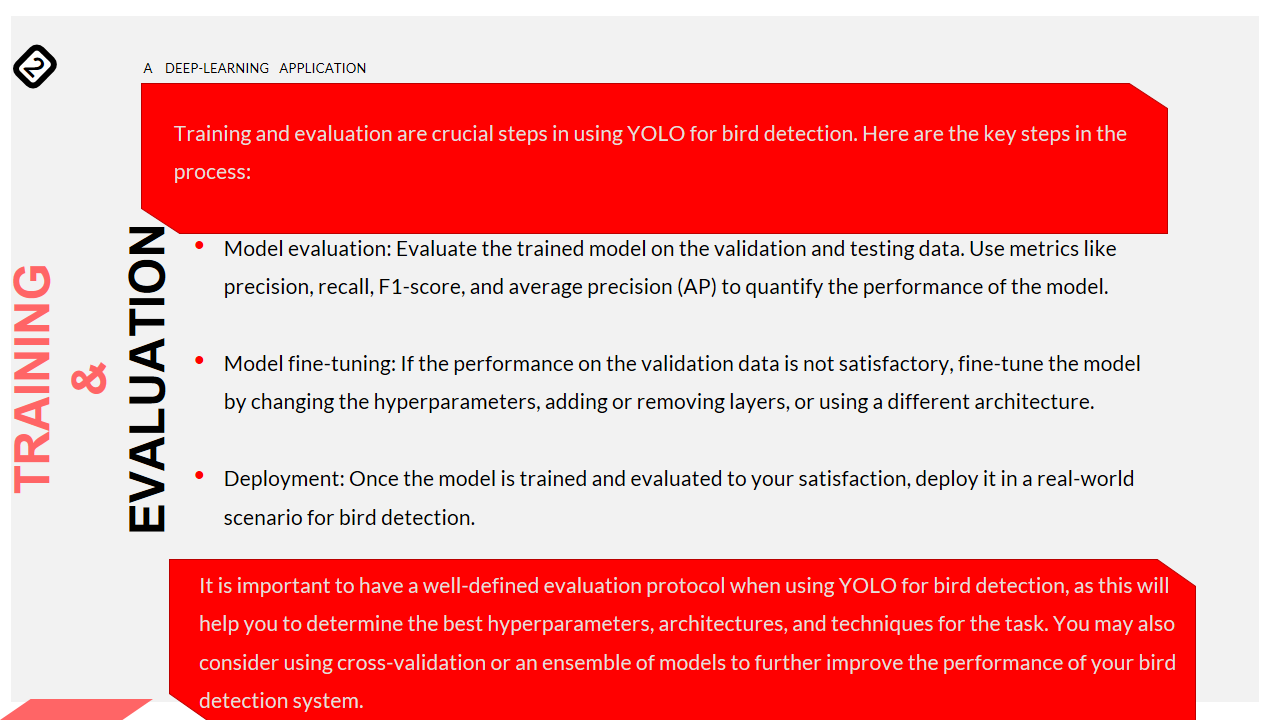 2
A DEEP-LEARNING APPLICATION
Training and evaluation are crucial steps in using YOLO for bird detection. Here are the key steps in the
process:
TRAINING
&
EVALUATION
• Model evaluation: Evaluate the trained model on the validation and testing data. Use metrics like
precision, recall, F1-score, and average precision (AP) to quantify the performance of the model.
• Model fine-tuning: If the performance on the validation data is not satisfactory, fine-tune the model
by changing the hyperparameters, adding or removing layers, or using a different architecture.
• Deployment: Once the model is trained and evaluated to your satisfaction, deploy it in a real-world
scenario for bird detection.
It is important to have a well-defined evaluation protocol when using YOLO for bird detection, as this will
help you to determine the best hyperparameters, architectures, and techniques for the task. You may also
consider using cross-validation or an ensemble of models to further improve the performance of your bird
detection system.